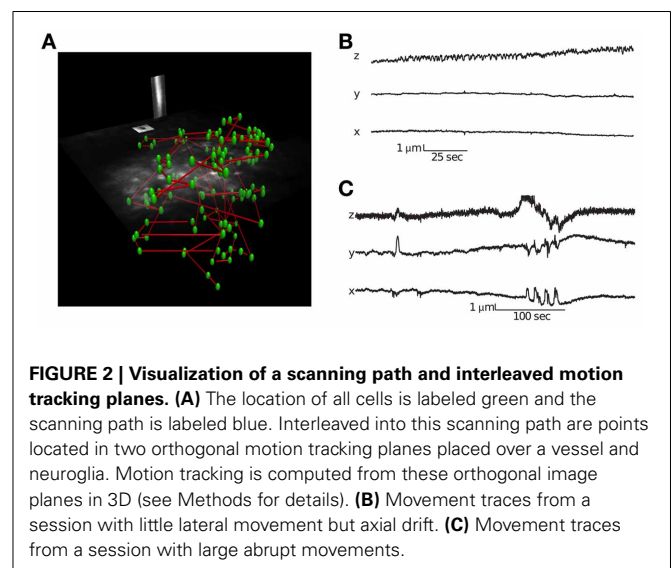 A
B
z
y
x
1 µm
25 sec
C
z
y
x
1 µm
100 sec
FIGURE 2 | Visualization of a scanning path and interleaved motion
tracking planes. (A) The location of all cells is labeled green and the
scanning path is labeled blue. Interleaved into this scanning path are points
located in two orthogonal motion tracking planes placed over a vessel and
neuroglia. Motion tracking is computed from these orthogonal image
planes in 3D (see Methods for details). (B) Movement traces from a
session with little lateral movement but axial drift. (C) Movement traces
from a session with large abrupt movements.